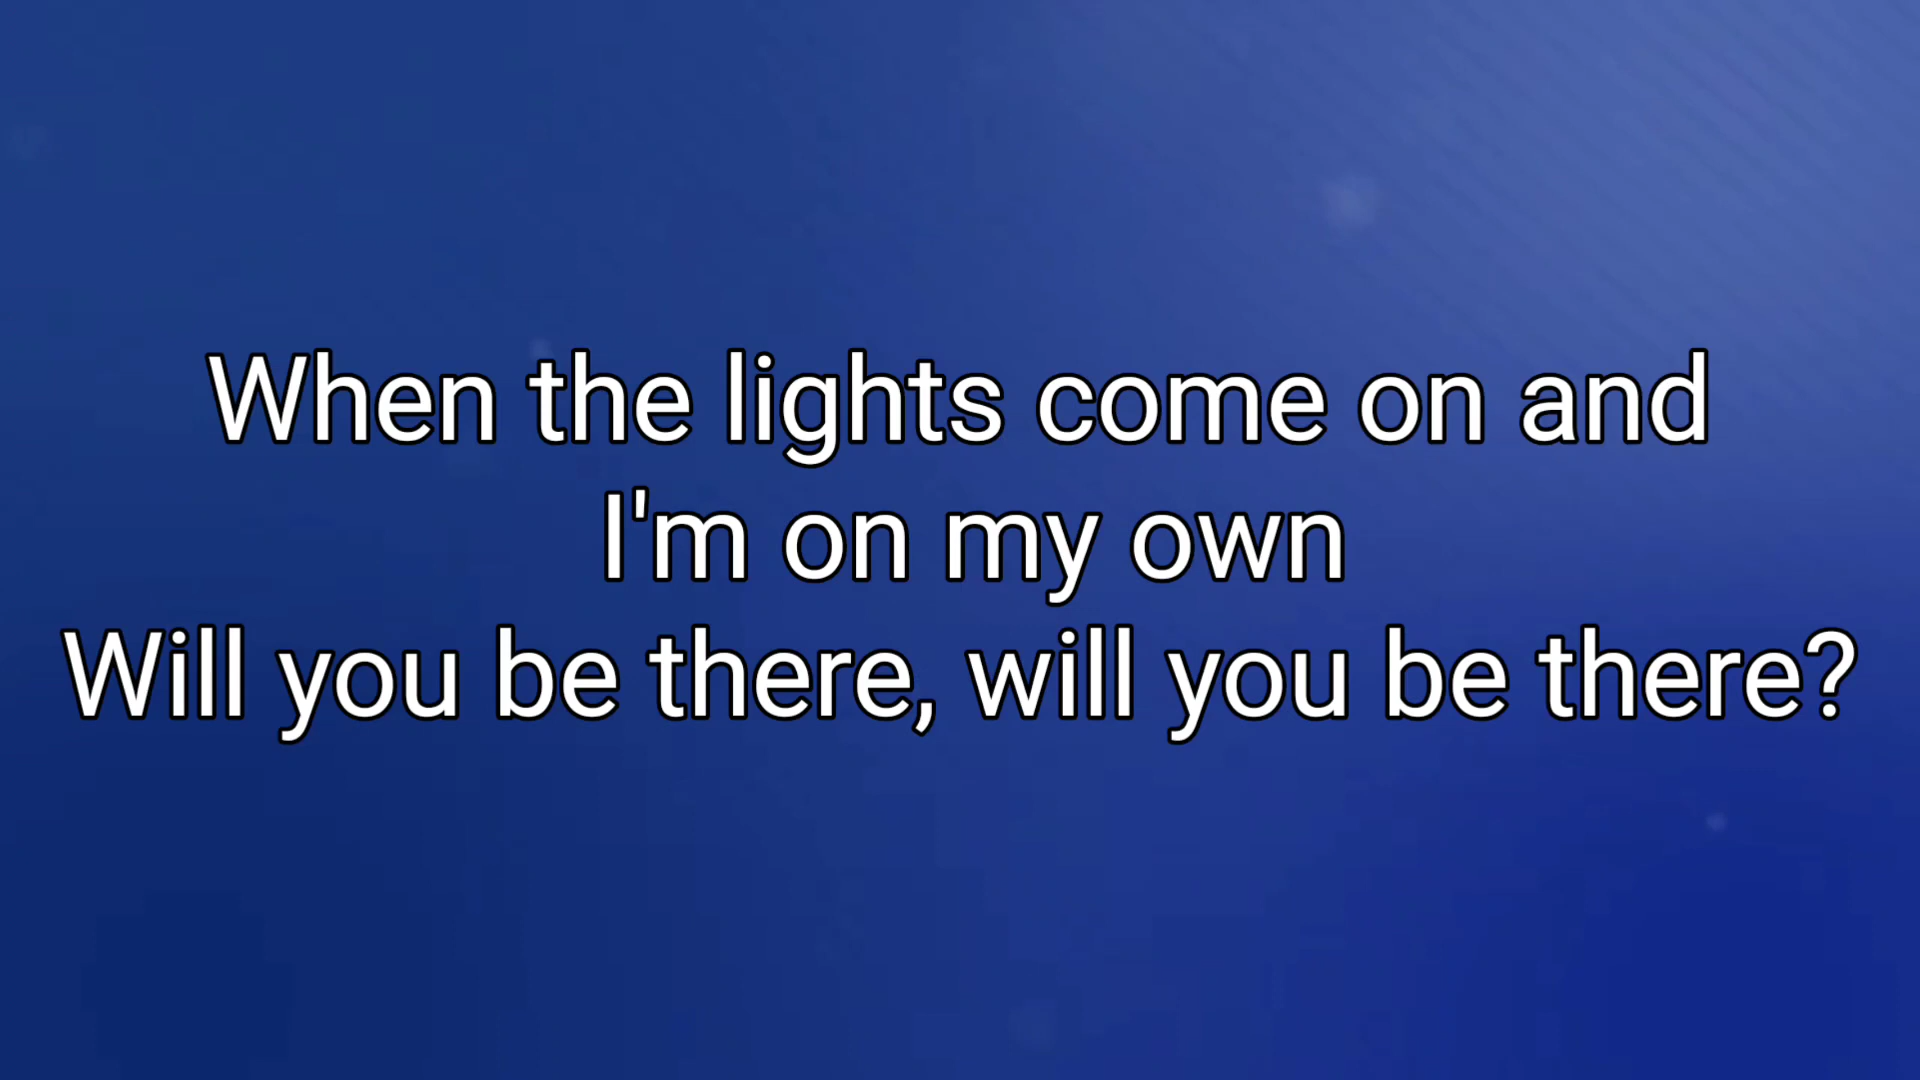 When the lights come on and
I'm on my own
Will you be there, will you be there?